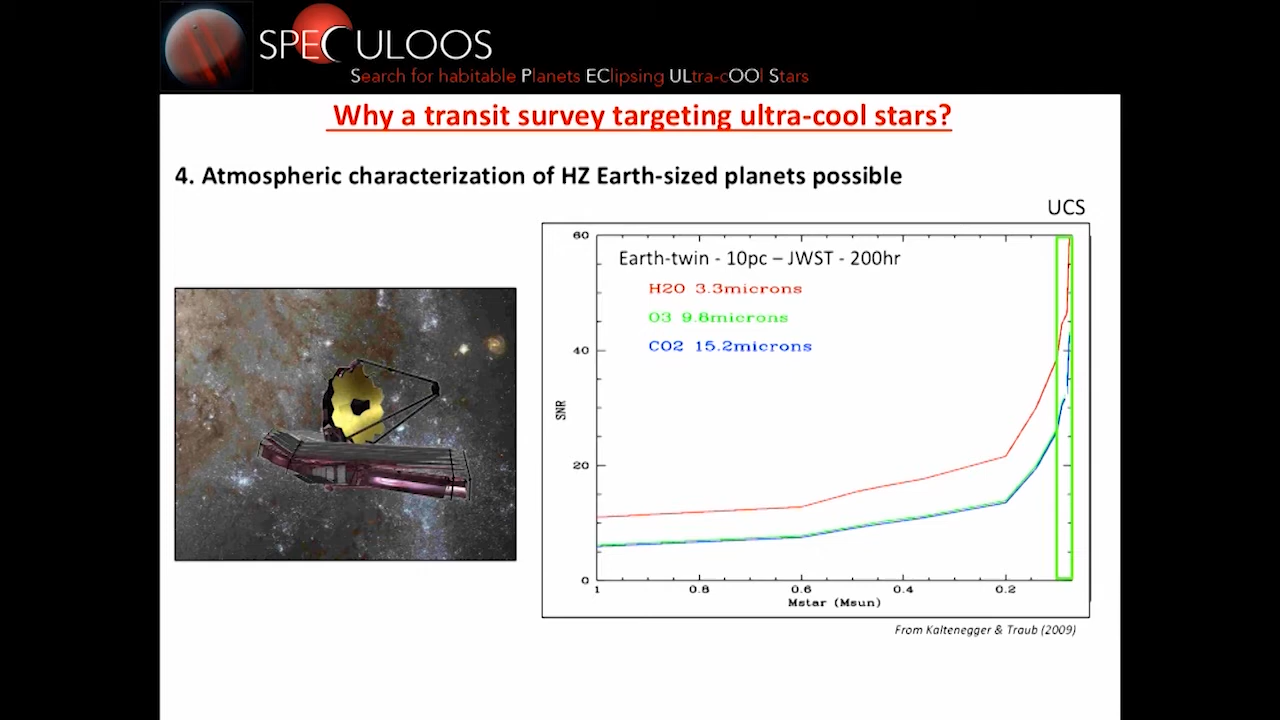 SPECULOOS
Search for habitable Planets EClipsing ULtra-cOOl Stars
Why a transit survey targeting ultra-cool stars?
4. Atmospheric characterization of HZ Earth-sized planets possible
UCS
60
Earth-twin - 10pc – JWST - 200hr
H2O 3.3microns
O3 9.8microns
CO2 15.2microns
40
SNR
20
0
1 0.8 0.6 0.4 0.2
Mstar (Msun)
From Kaltenegger & Traub (2009)